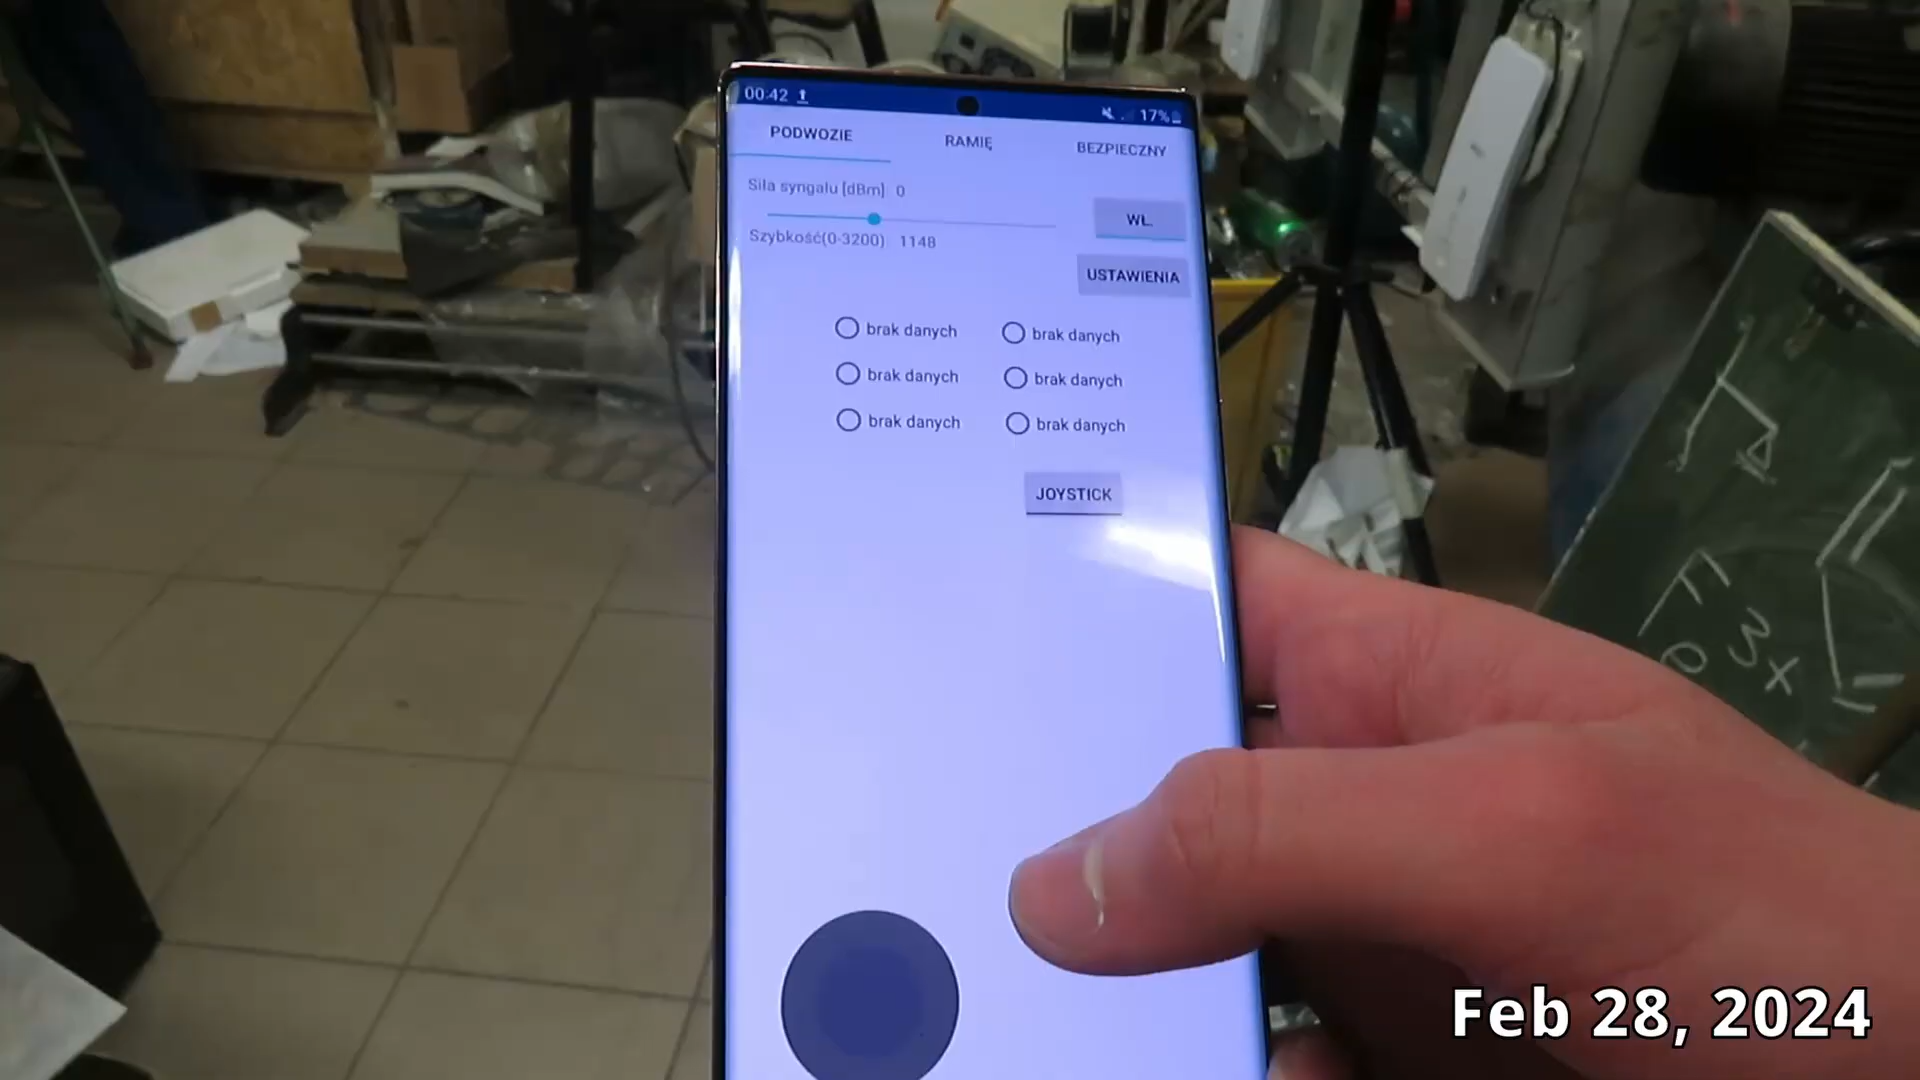 00:42 17%
PODWOZIE RAMIĘ BEZPIECZNY
Siła syngalu [dBm] 0
WŁ.
Szybkość(0-3200) 1148
USTAWIENIA
brak danych brak danych
brak danych brak danych
brak danych brak danych
JOYSTICK
Feb 28, 2024